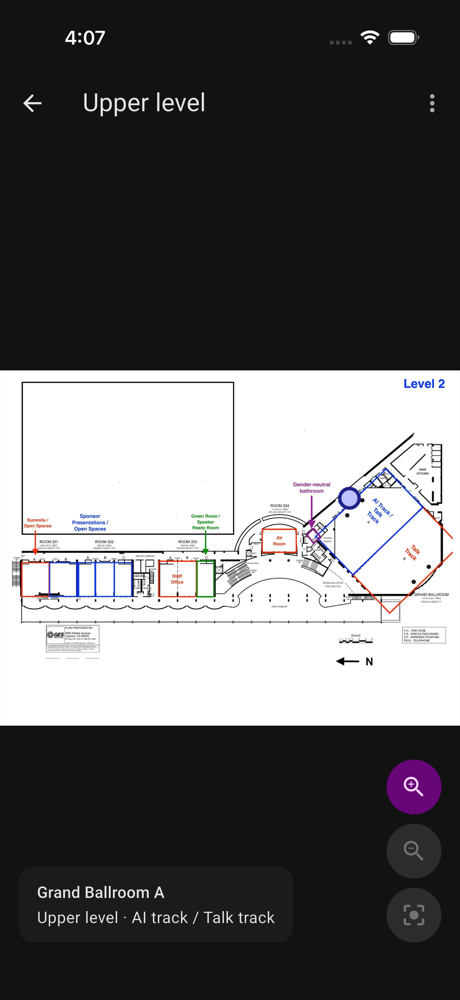 4:07
Upper level
Level 2
Gender-neutral
bathroom
Summits /
Open Spaces
Sponsor
Presentations /
Open Spaces
Green Room /
Speaker
Ready Room
ROOM 201
ROOM 202
ROOM 203
ROOM 204
AV
Room
Staff
Office
AI Track /
Talk
Track
Talk
Track
GRAND BALLROOM
SCALE
N
Grand Ballroom A
Upper level · AI track / Talk track